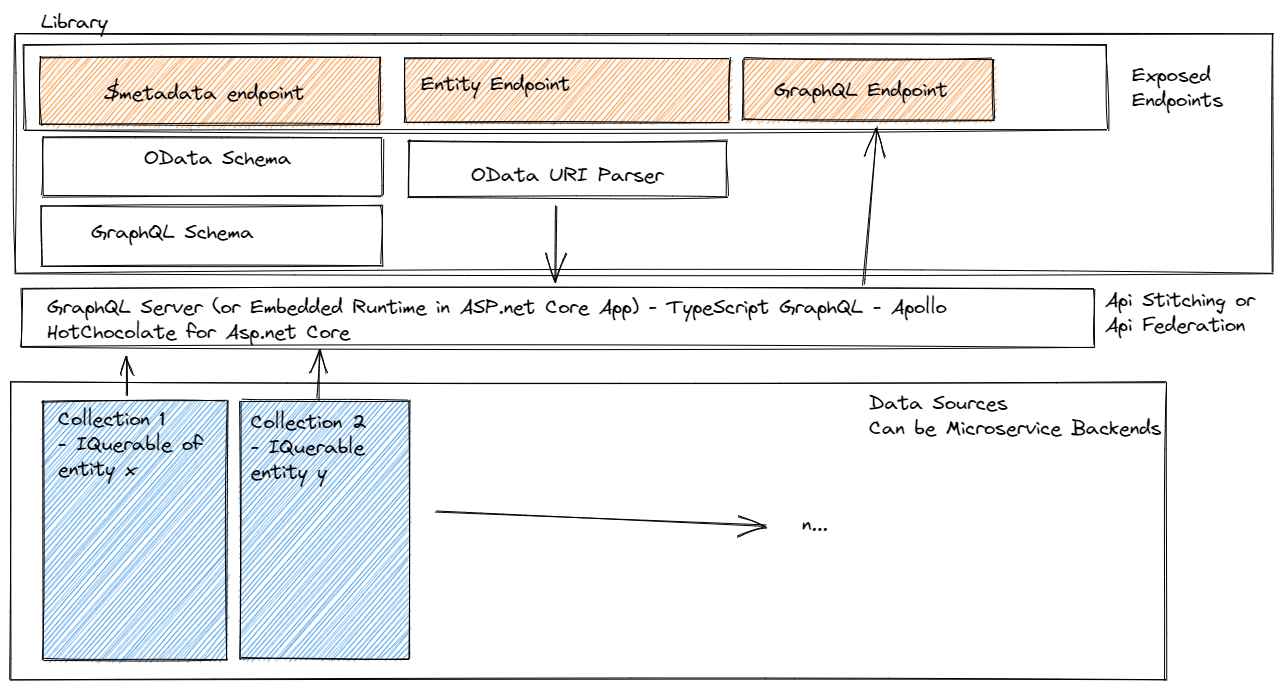 Library
$metadata endpoint
Entity Endpoint
GraphQL Endpoint
Exposed
Endpoints
OData Schema
OData URI Parser
GraphQL Schema
GraphQL Server (or Embedded Runtime in ASP.net Core App) - TypeScript GraphQL - Apollo
HotChocolate for Asp.net Core
Api Stitching or
Api Federation
Collection 1
- IQuerable of
entity x
Collection 2
- IQuerable
entity y
Data Sources
Can be Microservice Backends
n...